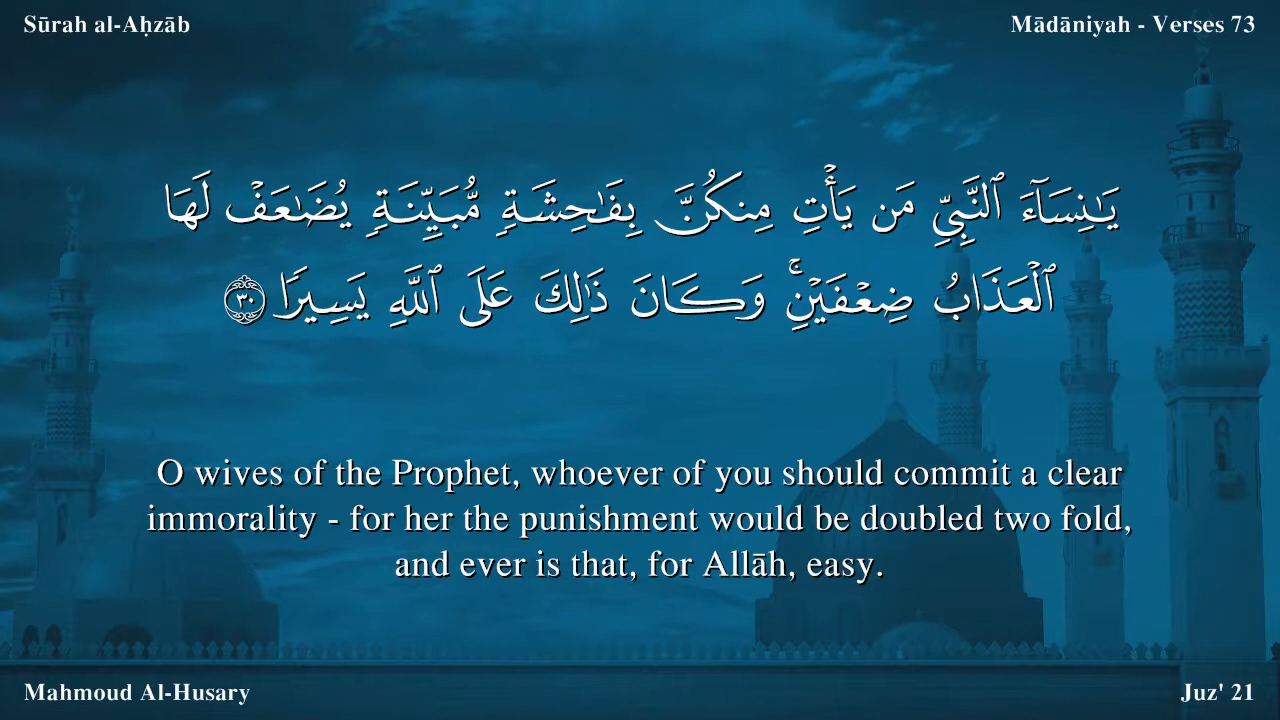 Sūrah al-Aḥzāb
Mādāniyah - Verses 73
يَـٰنِسَآءَ ٱلنَّبِىِّ مَن يَأْتِ مِنكُنَّ بِفَـٰحِشَةٍ مُّبَيِّنَةٍ يُضَـٰعَفْ لَهَا
ٱلْعَذَابُ ضِعْفَيْنِ ۚ وَكَانَ ذَٰلِكَ عَلَى ٱللَّهِ يَسِيرًا ٣٠
O wives of the Prophet, whoever of you should commit a clear
immorality - for her the punishment would be doubled two fold,
and ever is that, for Allāh, easy.
Mahmoud Al-Husary
Juz' 21